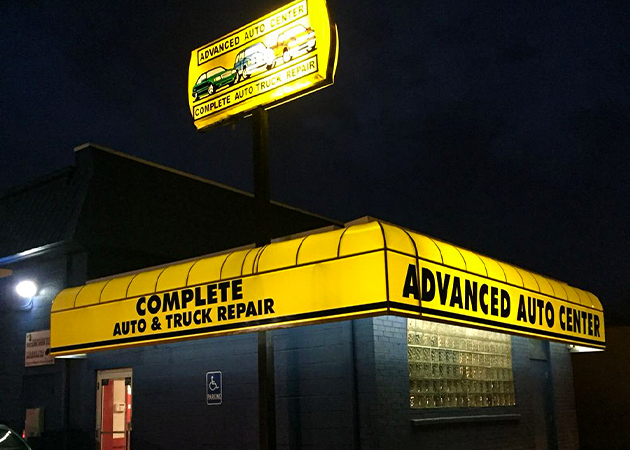 ADVANCED AUTO CENTER
COMPLETE AUTO TRUCK REPAIR
COMPLETE
AUTO & TRUCK REPAIR
ADVANCED AUTO CENTER
PARKING